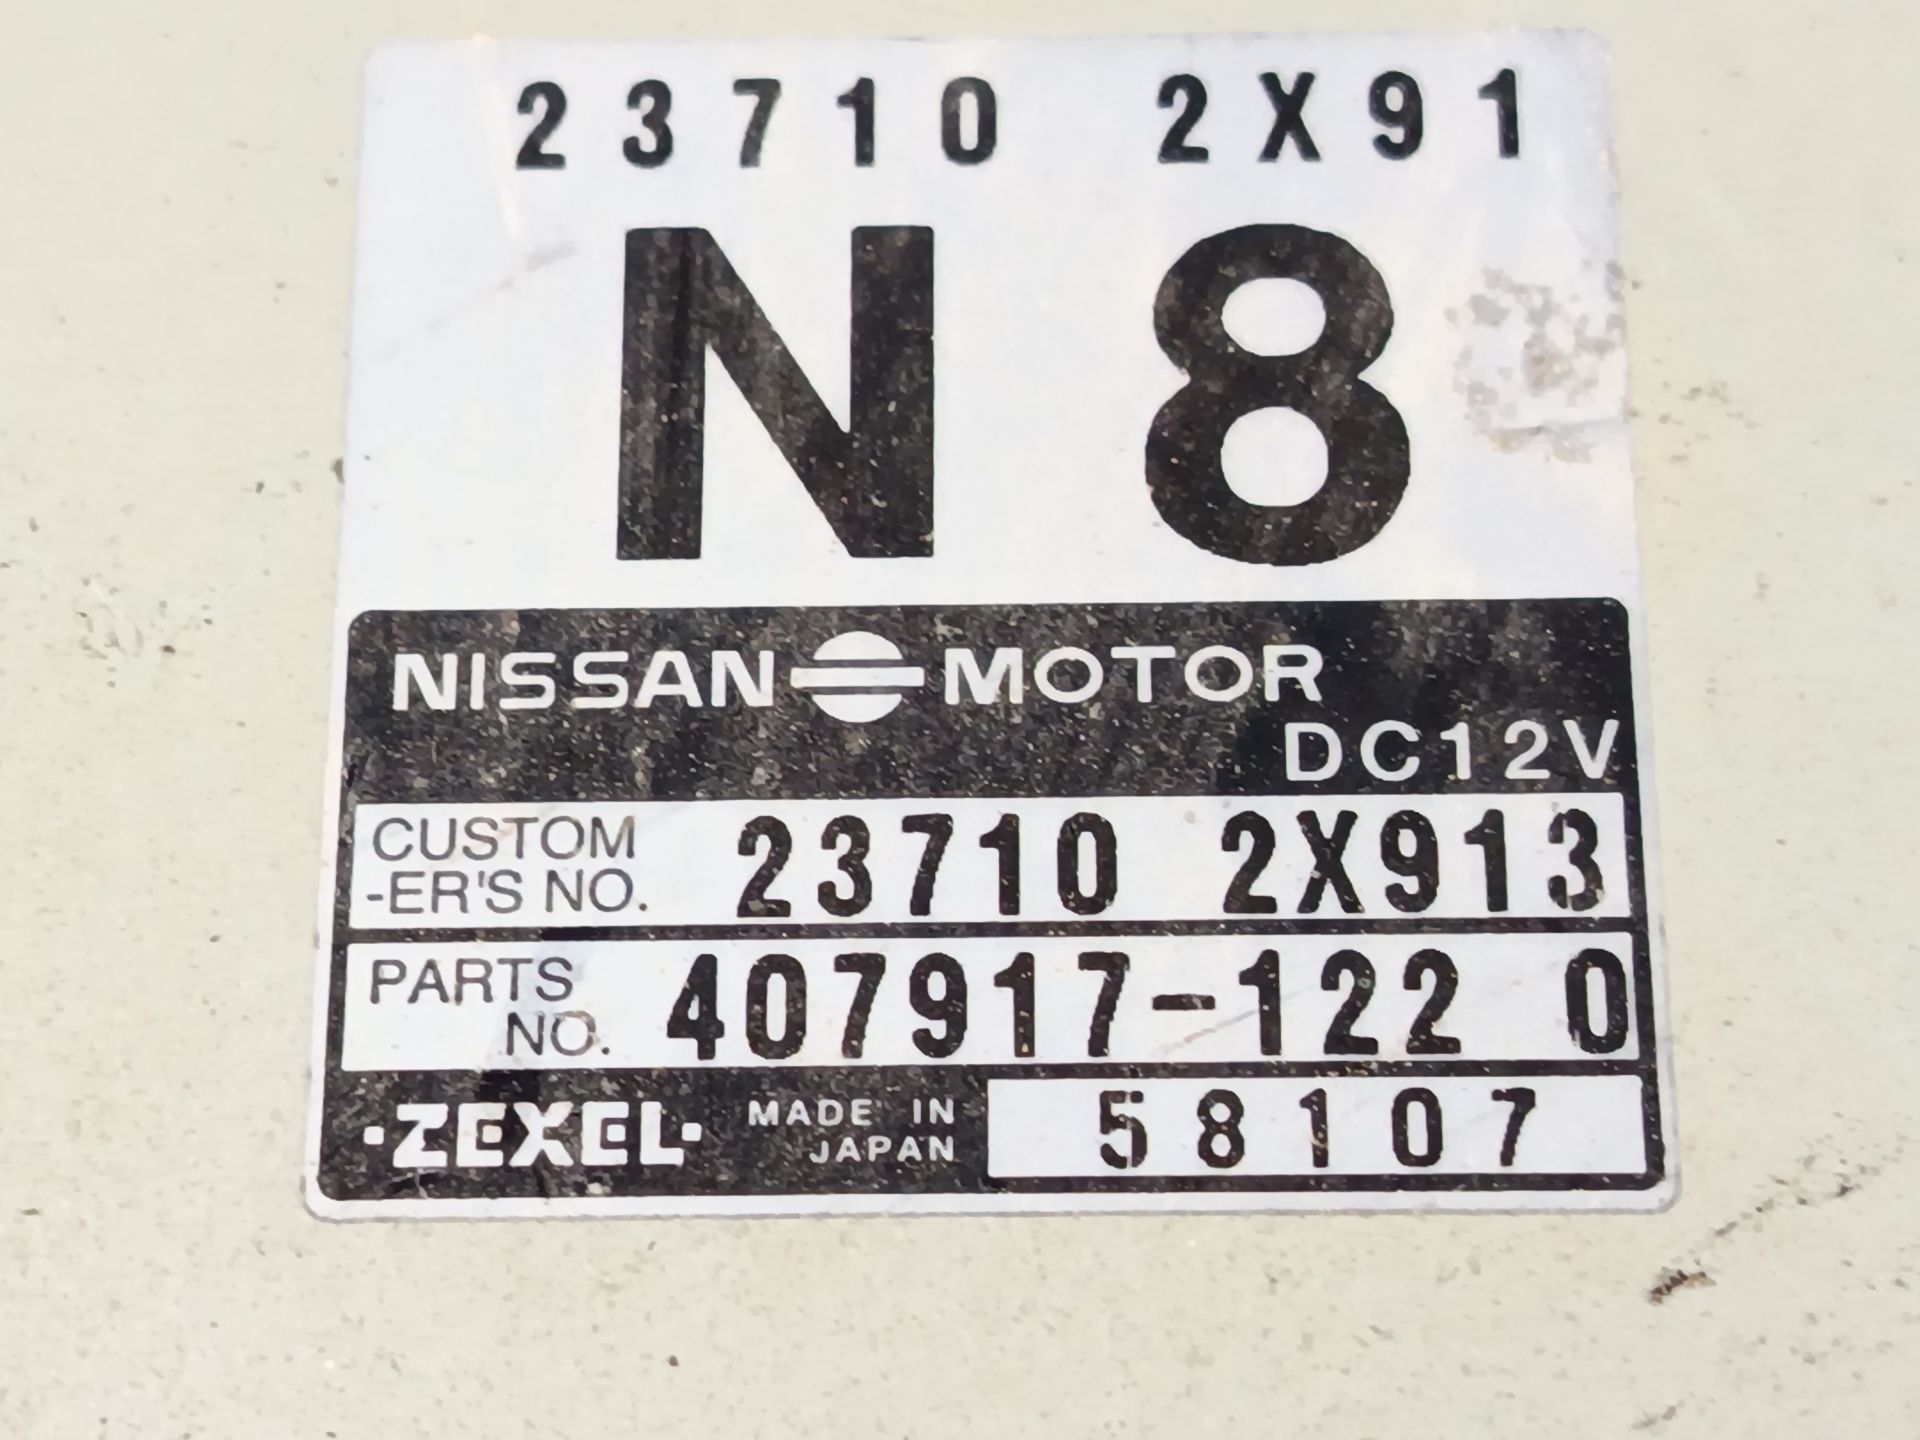 23710 2X91
N 8
NISSAN MOTOR
DC12V
CUSTOM
-ER'S NO. 23710 2X913
PARTS
NO. 407917-122 0
·ZEXEL· MADE IN
JAPAN
58107